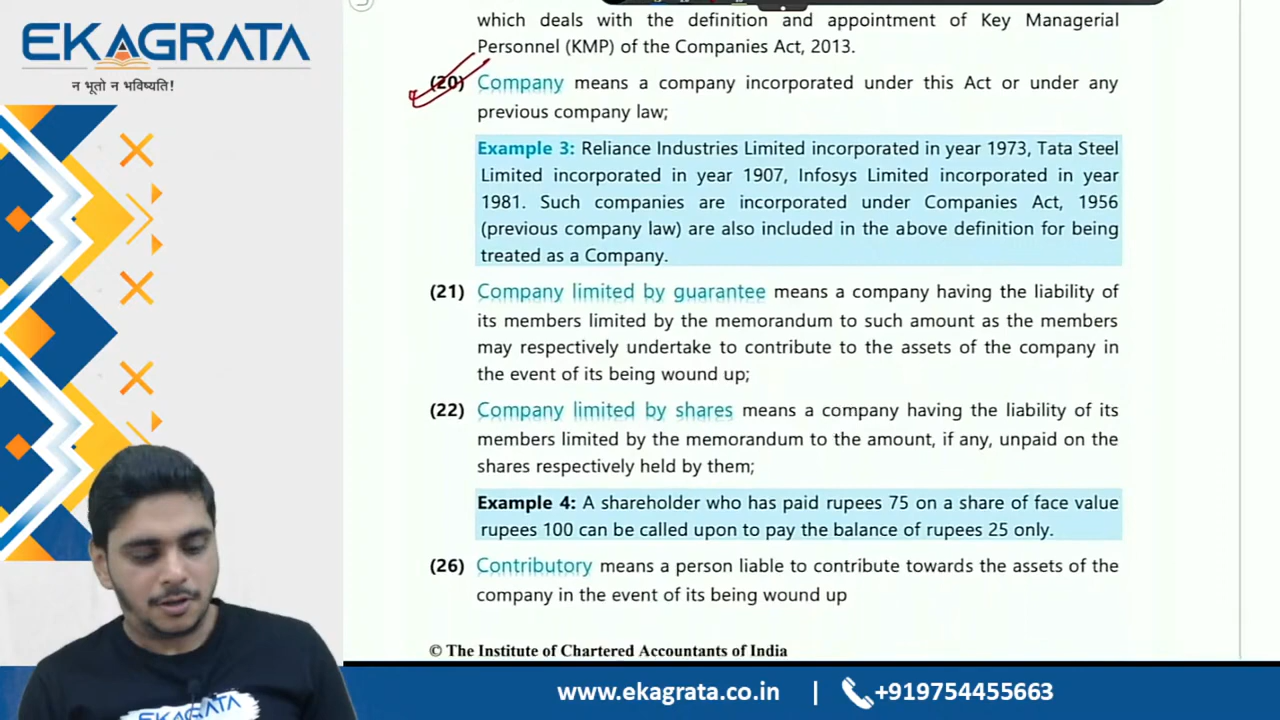 EKAGRATA
न भूतो न भविष्यति!
which deals with the definition and appointment of Key Managerial
Personnel (KMP) of the Companies Act, 2013.
(20) Company means a company incorporated under this Act or under any
previous company law;
Example 3: Reliance Industries Limited incorporated in year 1973, Tata Steel
Limited incorporated in year 1907, Infosys Limited incorporated in year
1981. Such companies are incorporated under Companies Act, 1956
(previous company law) are also included in the above definition for being
treated as a Company.
(21) Company limited by guarantee means a company having the liability of
its members limited by the memorandum to such amount as the members
may respectively undertake to contribute to the assets of the company in
the event of its being wound up;
(22) Company limited by shares means a company having the liability of its
members limited by the memorandum to the amount, if any, unpaid on the
shares respectively held by them;
Example 4: A shareholder who has paid rupees 75 on a share of face value
rupees 100 can be called upon to pay the balance of rupees 25 only.
(26) Contributory means a person liable to contribute towards the assets of the
company in the event of its being wound up
© The Institute of Chartered Accountants of India
EKAGRATA
www.ekagrata.co.in | +919754455663